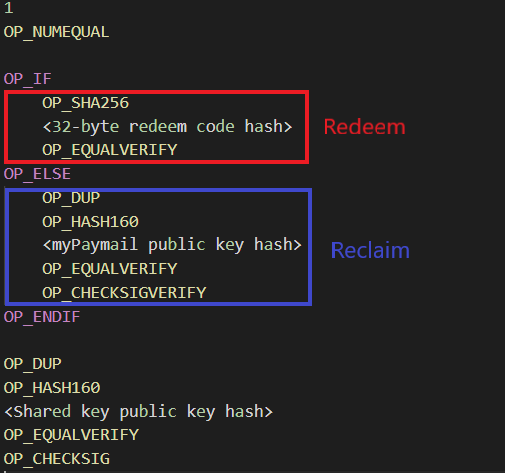 1
OP_NUMEQUAL
OP_IF
OP_SHA256
<32-byte redeem code hash>
OP_EQUALVERIFY
Redeem
OP_ELSE
OP_DUP
OP_HASH160
<myPaymail public key hash>
OP_EQUALVERIFY
OP_CHECKSIGVERIFY
Reclaim
OP_ENDIF
OP_DUP
OP_HASH160
<Shared key public key hash>
OP_EQUALVERIFY
OP_CHECKSIG